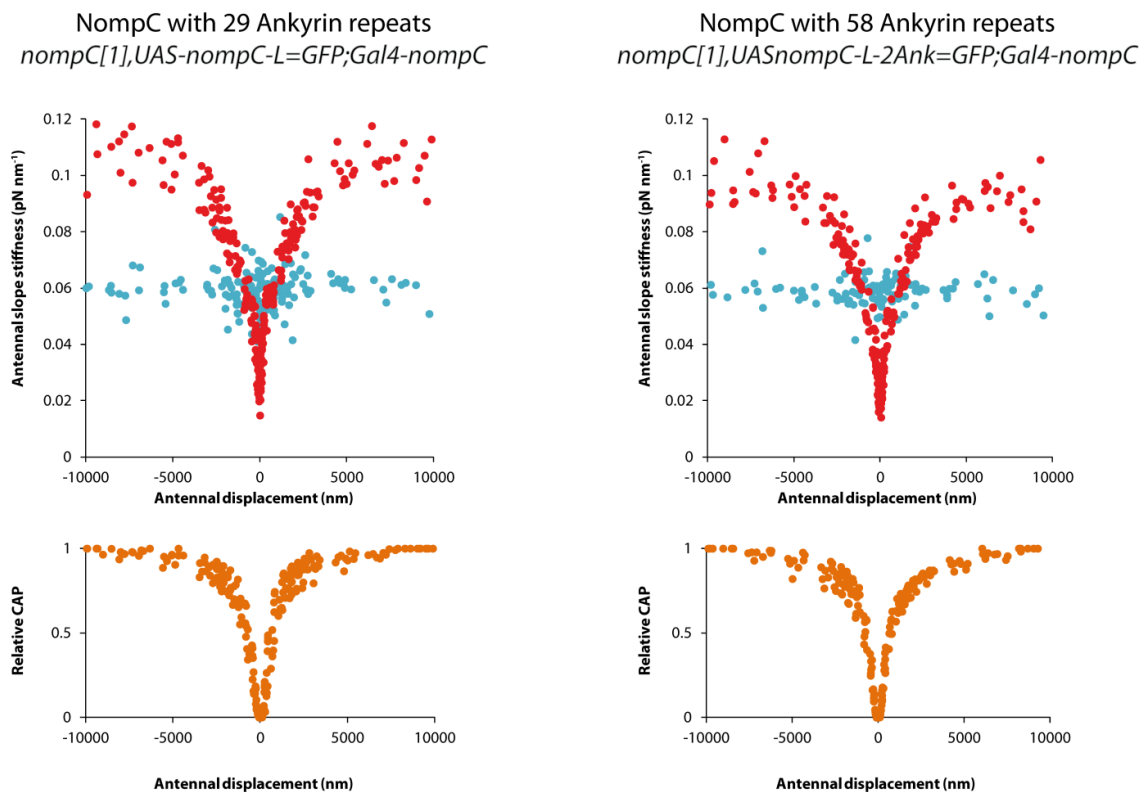 NompC with 29 Ankyrin repeats
nompC[1],UAS-nompC-L=GFP;Gal4-nompC
NompC with 58 Ankyrin repeats
nompC[1],UASnompC-L-2Ank=GFP;Gal4-nompC
Antennal slope stiffness (pN nm⁻¹)
0.12
0.1
0.08
0.06
0.04
0.02
0
-10000 -5000 0 5000 10000
Antennal displacement (nm)
Antennal slope stiffness (pN nm⁻¹)
0.12
0.1
0.08
0.06
0.04
0.02
0
-10000 -5000 0 5000 10000
Antennal displacement (nm)
Relative CAP
1
0.5
0
-10000 -5000 0 5000 10000
Antennal displacement (nm)
Relative CAP
1
0.5
0
-10000 -5000 0 5000 10000
Antennal displacement (nm)